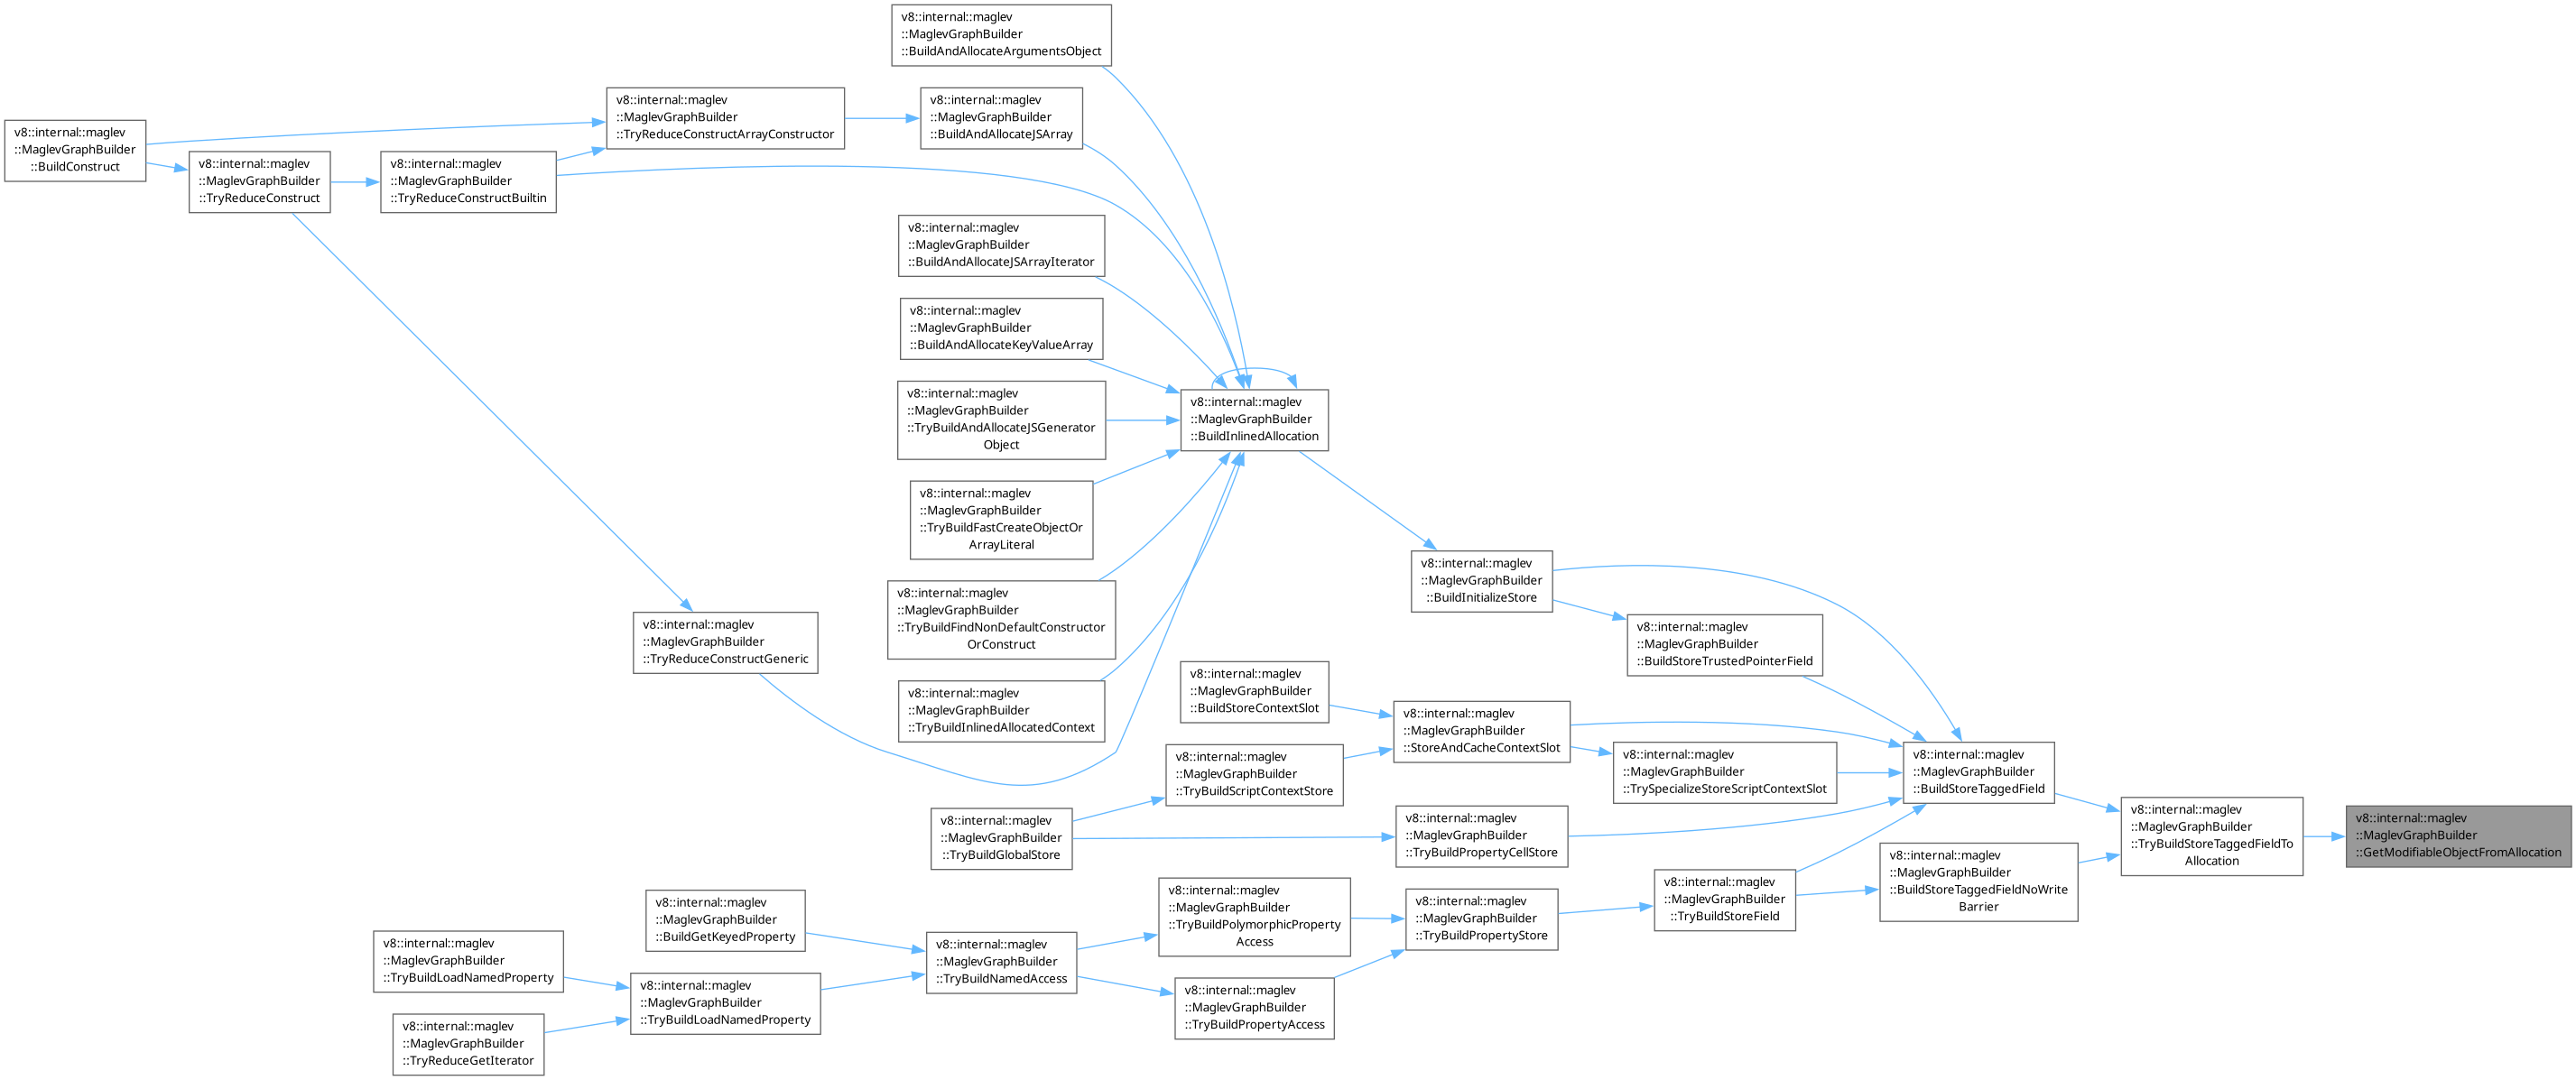 v8::internal::maglev
::MaglevGraphBuilder
::BuildAndAllocateArgumentsObject
v8::internal::maglev
::MaglevGraphBuilder
::TryReduceConstructArrayConstructor
v8::internal::maglev
::MaglevGraphBuilder
::BuildAndAllocateJSArray
v8::internal::maglev
::MaglevGraphBuilder
::BuildConstruct
v8::internal::maglev
::MaglevGraphBuilder
::TryReduceConstruct
v8::internal::maglev
::MaglevGraphBuilder
::TryReduceConstructBuiltin
v8::internal::maglev
::MaglevGraphBuilder
::BuildAndAllocateJSArrayIterator
v8::internal::maglev
::MaglevGraphBuilder
::BuildAndAllocateKeyValueArray
v8::internal::maglev
::MaglevGraphBuilder
::TryBuildAndAllocateJSGenerator
Object
v8::internal::maglev
::MaglevGraphBuilder
::BuildInlinedAllocation
v8::internal::maglev
::MaglevGraphBuilder
::TryBuildFastCreateObjectOr
ArrayLiteral
v8::internal::maglev
::MaglevGraphBuilder
::BuildInitializeStore
v8::internal::maglev
::MaglevGraphBuilder
::TryBuildFindNonDefaultConstructor
OrConstruct
v8::internal::maglev
::MaglevGraphBuilder
::TryReduceConstructGeneric
v8::internal::maglev
::MaglevGraphBuilder
::BuildStoreTrustedPointerField
v8::internal::maglev
::MaglevGraphBuilder
::BuildStoreContextSlot
v8::internal::maglev
::MaglevGraphBuilder
::TryBuildInlinedAllocatedContext
v8::internal::maglev
::MaglevGraphBuilder
::StoreAndCacheContextSlot
v8::internal::maglev
::MaglevGraphBuilder
::TryBuildScriptContextStore
v8::internal::maglev
::MaglevGraphBuilder
::TrySpecializeStoreScriptContextSlot
v8::internal::maglev
::MaglevGraphBuilder
::BuildStoreTaggedField
v8::internal::maglev
::MaglevGraphBuilder
::TryBuildStoreTaggedFieldTo
Allocation
v8::internal::maglev
::MaglevGraphBuilder
::GetModifiableObjectFromAllocation
v8::internal::maglev
::MaglevGraphBuilder
::TryBuildGlobalStore
v8::internal::maglev
::MaglevGraphBuilder
::TryBuildPropertyCellStore
v8::internal::maglev
::MaglevGraphBuilder
::BuildStoreTaggedFieldNoWrite
Barrier
v8::internal::maglev
::MaglevGraphBuilder
::TryBuildStoreField
v8::internal::maglev
::MaglevGraphBuilder
::TryBuildPolymorphicProperty
Access
v8::internal::maglev
::MaglevGraphBuilder
::TryBuildPropertyStore
v8::internal::maglev
::MaglevGraphBuilder
::BuildGetKeyedProperty
v8::internal::maglev
::MaglevGraphBuilder
::TryBuildLoadNamedProperty
v8::internal::maglev
::MaglevGraphBuilder
::TryBuildNamedAccess
v8::internal::maglev
::MaglevGraphBuilder
::TryBuildLoadNamedProperty
v8::internal::maglev
::MaglevGraphBuilder
::TryBuildPropertyAccess
v8::internal::maglev
::MaglevGraphBuilder
::TryReduceGetIterator